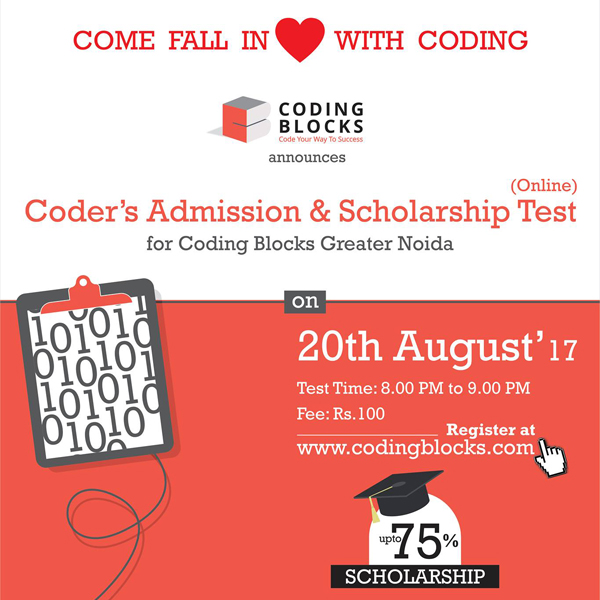 COME FALL IN WITH CODING
CODING
BLOCKS
Code Your Way To Success
announces
(Online)
Coder's Admission & Scholarship Test
for Coding Blocks Greater Noida
on
20th August'17
Test Time: 8.00 PM to 9.00 PM
Fee: Rs.100
Register at
www.codingblocks.com
upto 75%
SCHOLARSHIP